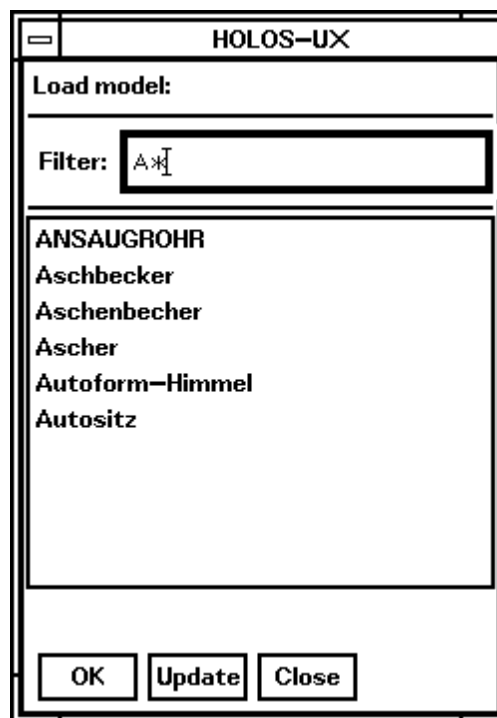 HOLOS-UX
Load model:
Filter: A*
ANSAUGROHR
Aschbecker
Aschenbecher
Ascher
Autoform-Himmel
Autositz
OK Update Close